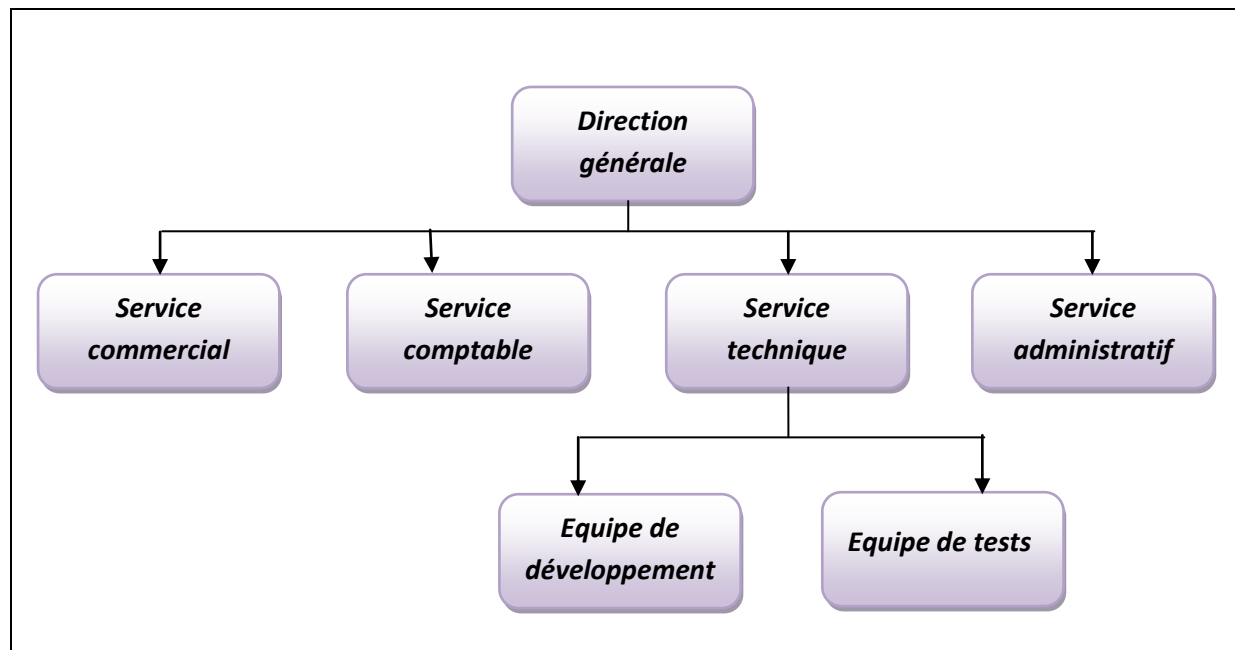 Direction
générale
Service
commercial
Service
comptable
Service
technique
Service
administratif
Equipe de
développement
Equipe de tests